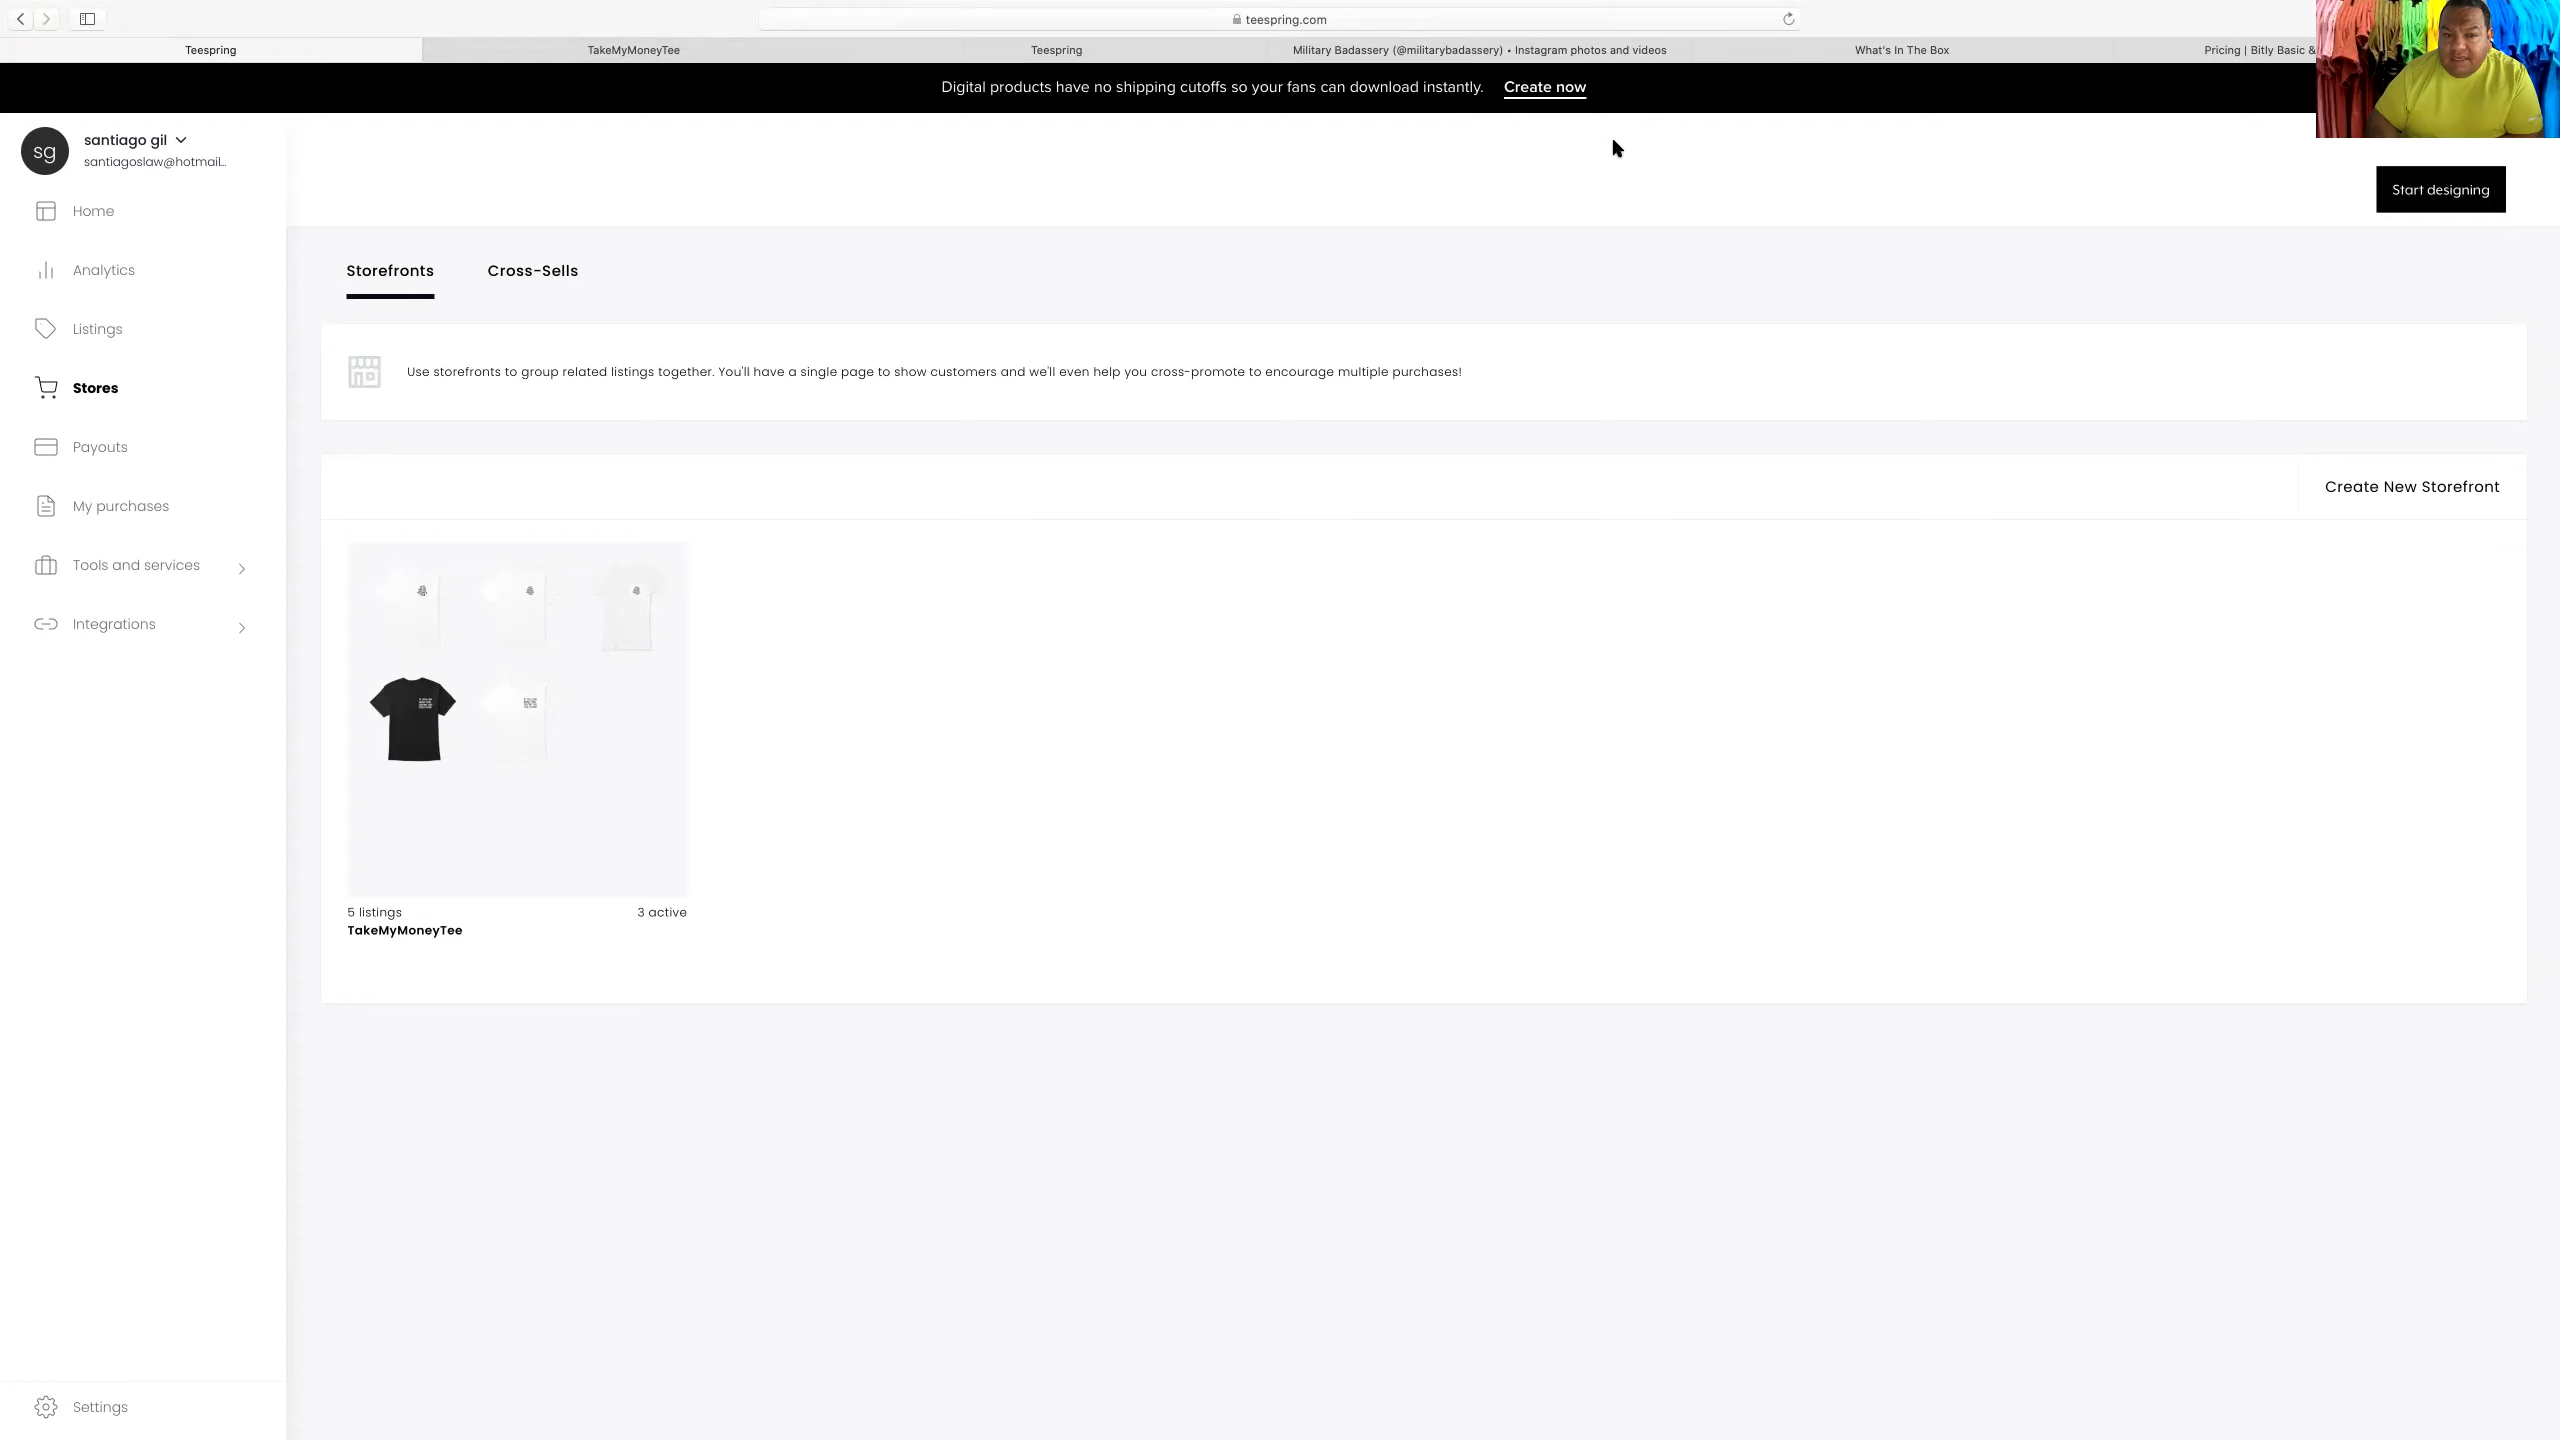 teespring.com
Teespring
TakeMyMoneyTee
Teespring
Military Badassery (@militarybadassery) • Instagram photos and videos
What's In The Box
Pricing | Bitly Basic &
Digital products have no shipping cutoffs so your fans can download instantly. Create now
sg
santiago gil
santiagoslaw@hotmail...
Start designing
Home
Analytics
Listings
Stores
Payouts
My purchases
Tools and services
Integrations
Settings
Storefronts
Cross-Sells
Use storefronts to group related listings together. You'll have a single page to show customers and we'll even help you cross-promote to encourage multiple purchases!
Create New Storefront
5 listings
3 active
TakeMyMoneyTee